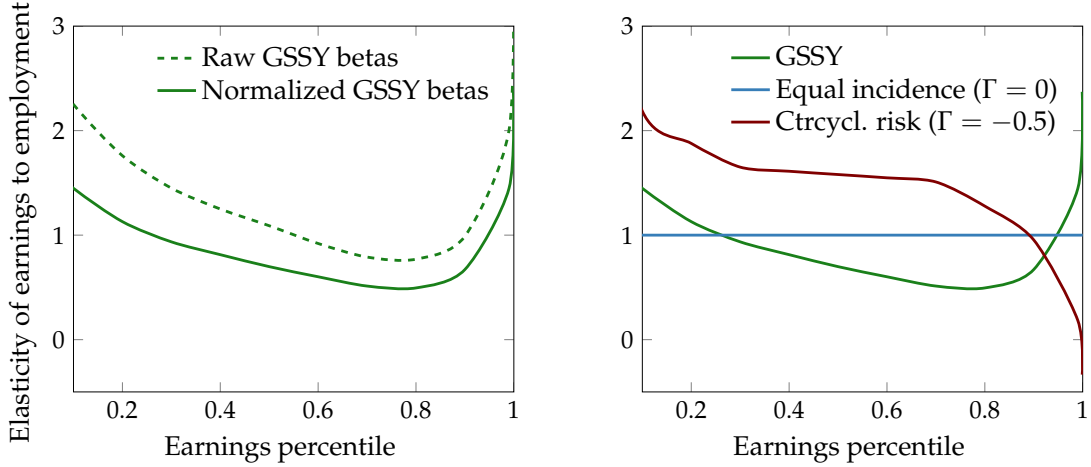 Elasticity of earnings to employment
3
2
1
0
Raw GSSY betas
Normalized GSSY betas
0.2 0.4 0.6 0.8 1
Earnings percentile
3
2
1
0
GSSY
Equal incidence (Γ = 0)
Ctrcycl. risk (Γ = −0.5)
0.2 0.4 0.6 0.8 1
Earnings percentile